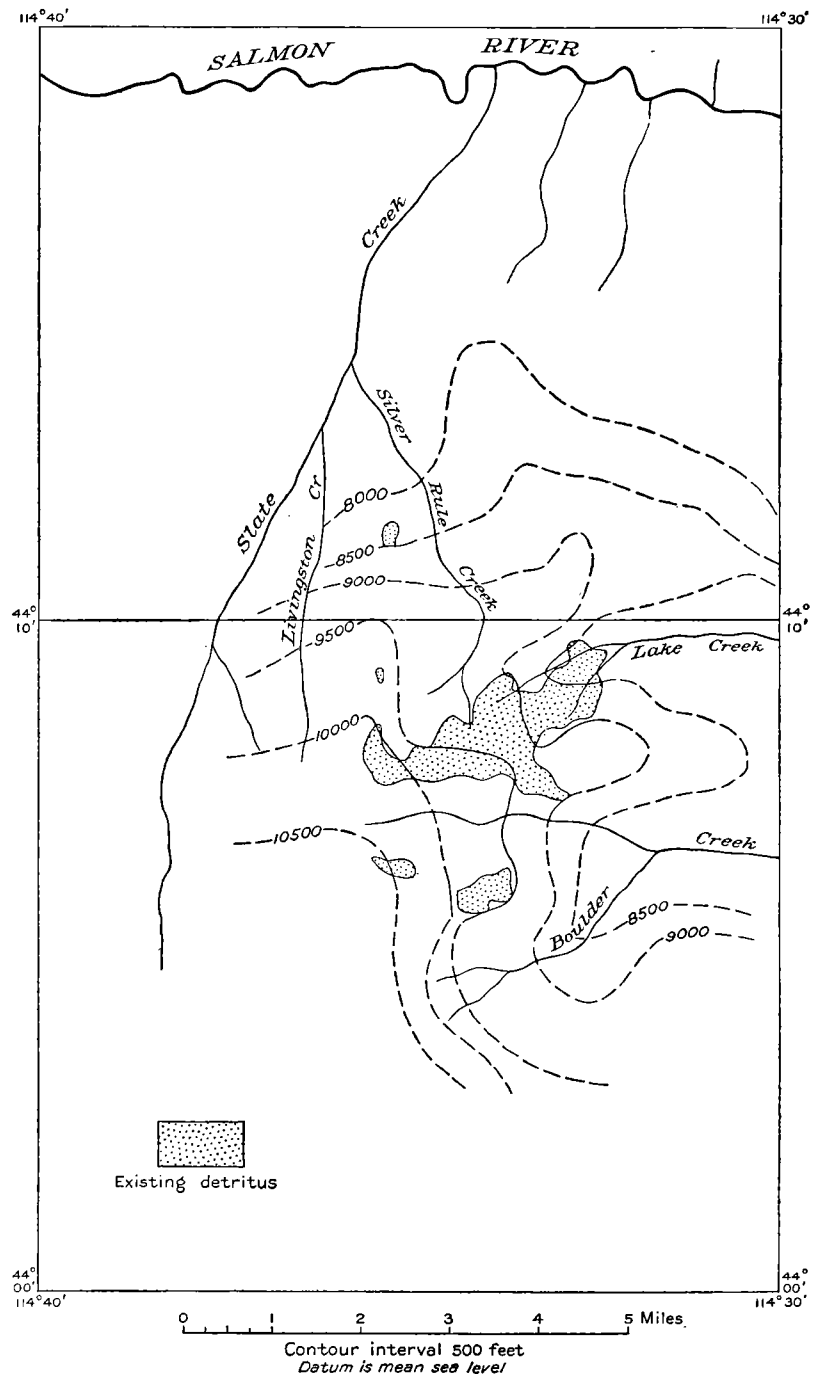 114°40'
114°30'
SALMON RIVER
Creek
Silver
Rule
Creek
Slate
Livingston Cr
8000
8500
9000
44°
10'
44°
10'
9500
Lake Creek
10000
10500
Creek
Boulder
8500
9000
Existing detritus
44°
00'
44°
00'
114°40'
114°30'
0 1 2 3 4 5 Miles
Contour interval 500 feet
Datum is mean sea level